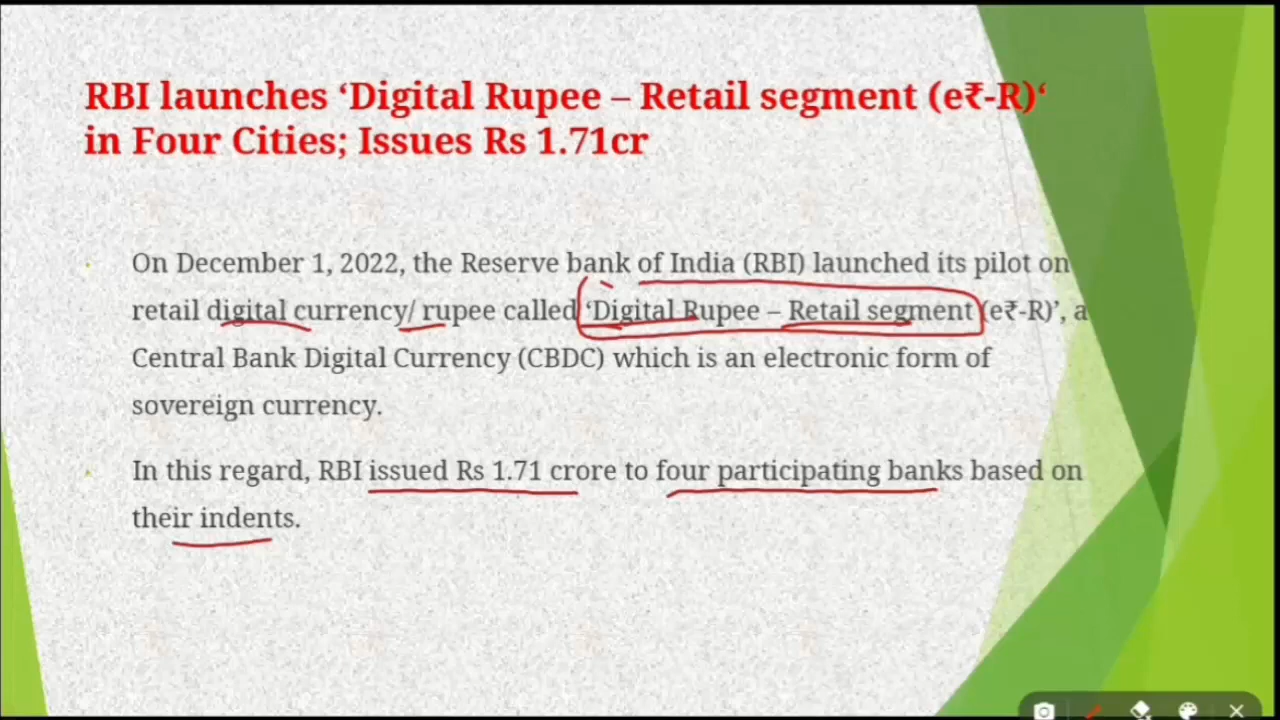 RBI launches ‘Digital Rupee – Retail segment (e₹-R)‘
in Four Cities; Issues Rs 1.71cr
On December 1, 2022, the Reserve bank of India (RBI) launched its pilot on
retail digital currency/ rupee called ‘Digital Rupee – Retail segment (e₹-R)’, a
Central Bank Digital Currency (CBDC) which is an electronic form of
sovereign currency.
In this regard, RBI issued Rs 1.71 crore to four participating banks based on
their indents.